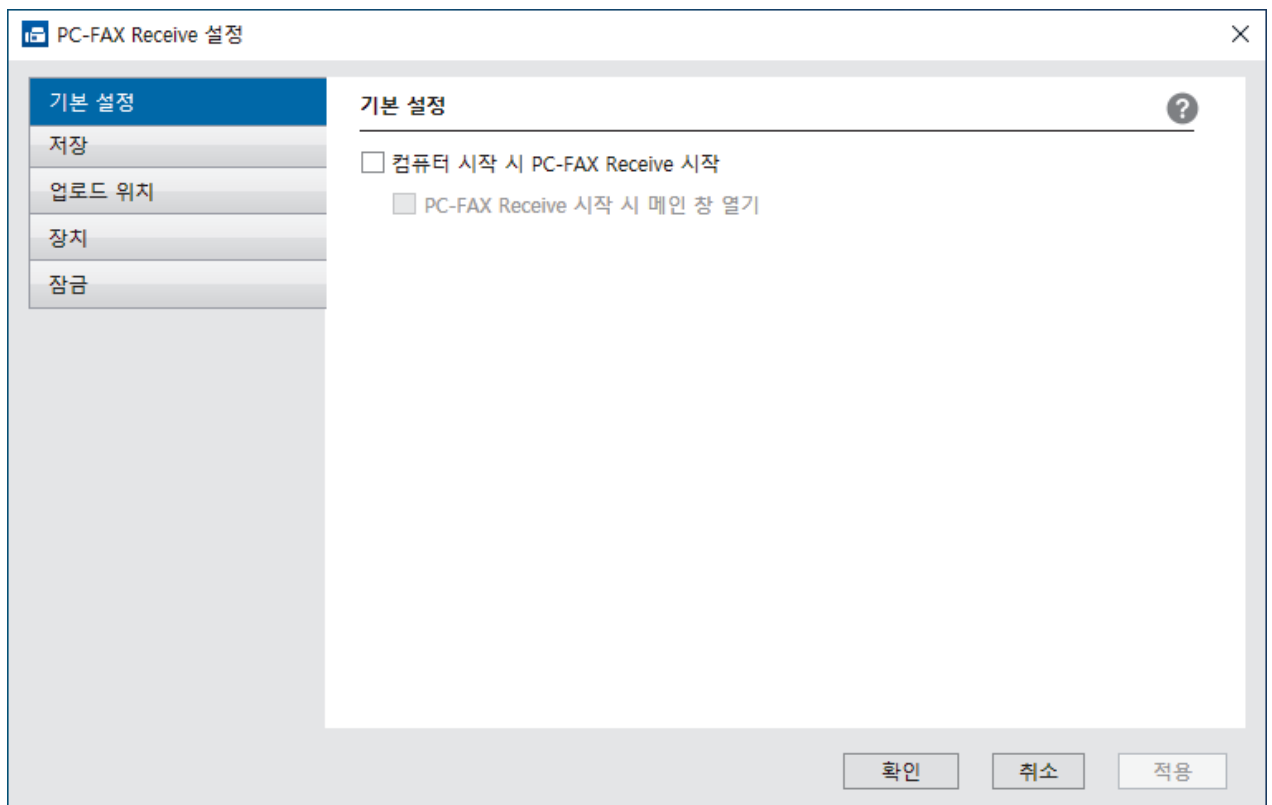 PC-FAX Receive 설정
기본 설정
저장
업로드 위치
장치
잠금
기본 설정
?
컴퓨터 시작 시 PC-FAX Receive 시작
PC-FAX Receive 시작 시 메인 창 열기
확인
취소
적용